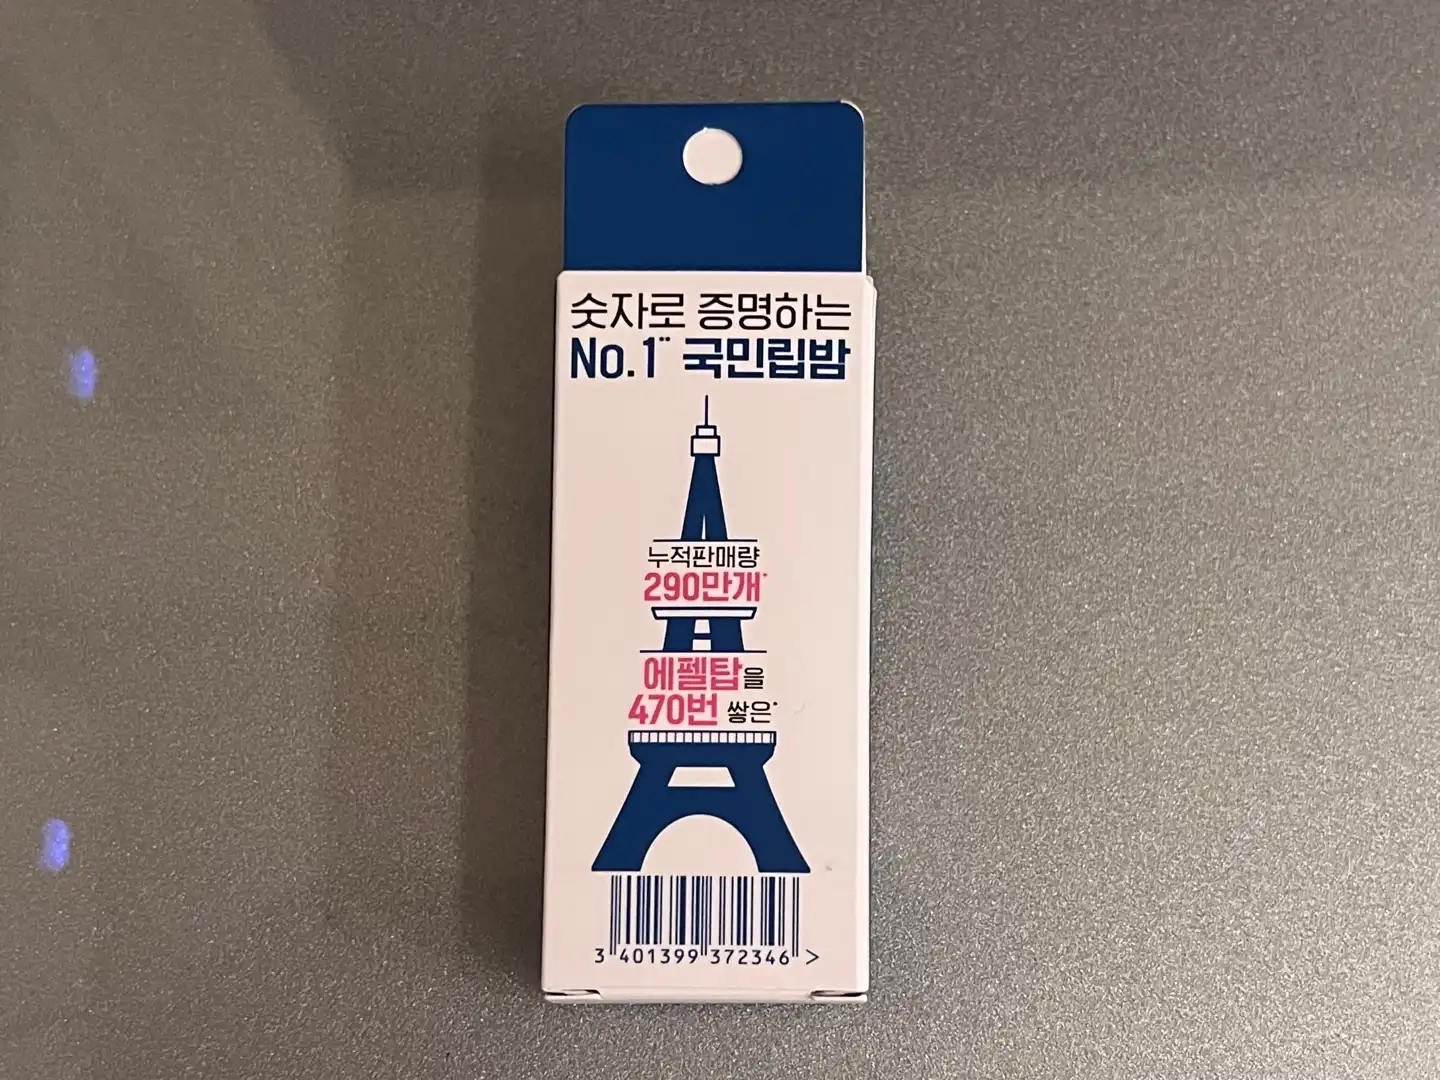 숫자로 증명하는
No.1** 국민립밤
누적판매량
290만개*
에펠탑을
470번 쌓은*
3 401399 372346 >